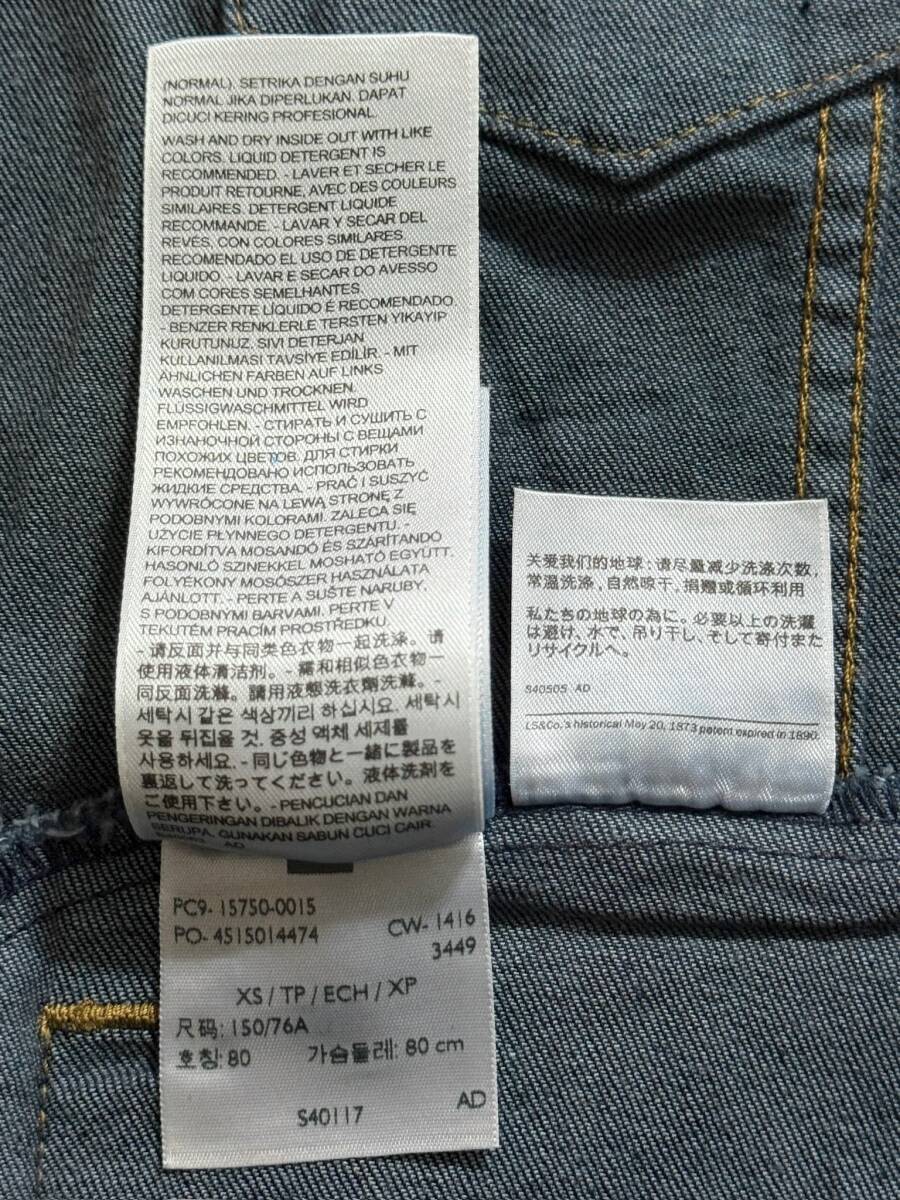 (NORMAL). SETRIKA DENGAN SUHU
NORMAL JIKA DIPERLUKAN. DAPAT
DICUCI KERING PROFESIONAL.
WASH AND DRY INSIDE OUT WITH LIKE
COLORS. LIQUID DETERGENT IS
RECOMMENDED. - LAVER ET SECHER LE
PRODUIT RETOURNE, AVEC DES COULEURS
SIMILAIRES. DETERGENT LIQUIDE
RECOMMANDE. - LAVAR Y SECAR DEL
REVÉS, CON COLORES SIMILARES.
RECOMENDADO EL USO DE DETERGENTE
LIQUIDO. - LAVAR E SECAR DO AVESSO
COM CORES SEMELHANTES.
DETERGENTE LÍQUIDO É RECOMENDADO.
- BENZER RENKLERLE TERSTEN YIKAYIP
KURUTUNUZ. SIVI DETERJAN
KULLANILMASI TAVSİYE EDİLİR. - MIT
ÄHNLICHEN FARBEN AUF LINKS
WASCHEN UND TROCKNEN.
FLÜSSIGWASCHMITTEL WIRD
EMPFOHLEN. - СТИРАТЬ И СУШИТЬ С
ИЗНАНОЧНОЙ СТОРОНЫ С ВЕЩАМИ
ПОХОЖИХ ЦВЕТОВ. ДЛЯ СТИРКИ
РЕКОМЕНДОВАНО ИСПОЛЬЗОВАТЬ
ЖИДКИЕ СРЕДСТВА. - PRAĆ I SUSZYĆ
WYWRÓCONE NA LEWĄ STRONĘ Z
PODOBNYMI KOLORAMI. ZALECA SIĘ
UŻYCIE PŁYNNEGO DETERGENTU. -
KIFORDÍTVA MOSANDÓ ÉS SZÁRÍTANDÓ
HASONLÓ SZINEKKEL MOSHATÓ EGYÜTT.
FOLYÉKONY MOSÓSZER HASZNÁLATA
AJÁNLOTT. - PERTE A SUŠTE NARUBY,
S PODOBNÝMI BARVAMI. PERTE V
TEKUTÉM PRACÍM PROSTŘEDKU.
- 请反面并与同类色衣物一起洗涤。请
使用液体清洁剂。- 需和相似色衣物一
同反面洗滌。請用液態洗衣劑洗滌。-
세탁시 같은 색상끼리 하십시요. 세탁시
옷을 뒤집을 것. 중성 액체 세제를
사용하세요. - 同じ色物と一緒に製品を
裏返して洗ってください。液体洗剤を
ご使用下さい。- PENCUCIAN DAN
PENGERINGAN DIBALIK DENGAN WARNA
SERUPA. GUNAKAN SABUN CUCI CAIR.
AD
关爱我们的地球：请尽量减少洗涤次数，
常温洗涤，自然晾干，捐赠或循环利用
私たちの地球の為に。必要以上の洗濯
は避け、水で、吊り干し、そして寄付また
リサイクルへ。
S40505 AD
LS&Co.'s historical May 20, 1873 patent expired in 1890.
PC9- 15750-0015
PO- 4515014474 CW- 1416
3449
XS / TP / ECH / XP
尺码: 150/76A
호칭: 80 가슴둘레: 80 cm
AD
S40117